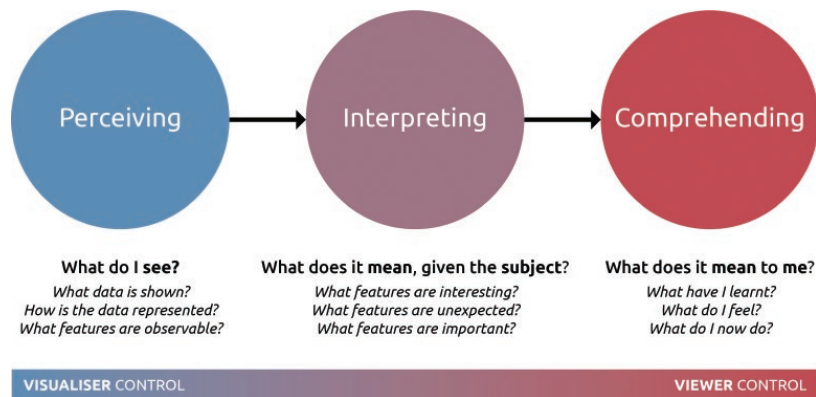 Perceiving
Interpreting
Comprehending
What do I see?
What data is shown?
How is the data represented?
What features are observable?
What does it mean, given the subject?
What features are interesting?
What features are unexpected?
What features are important?
What does it mean to me?
What have I learnt?
What do I feel?
What do I now do?
VISUALISER CONTROL
VIEWER CONTROL